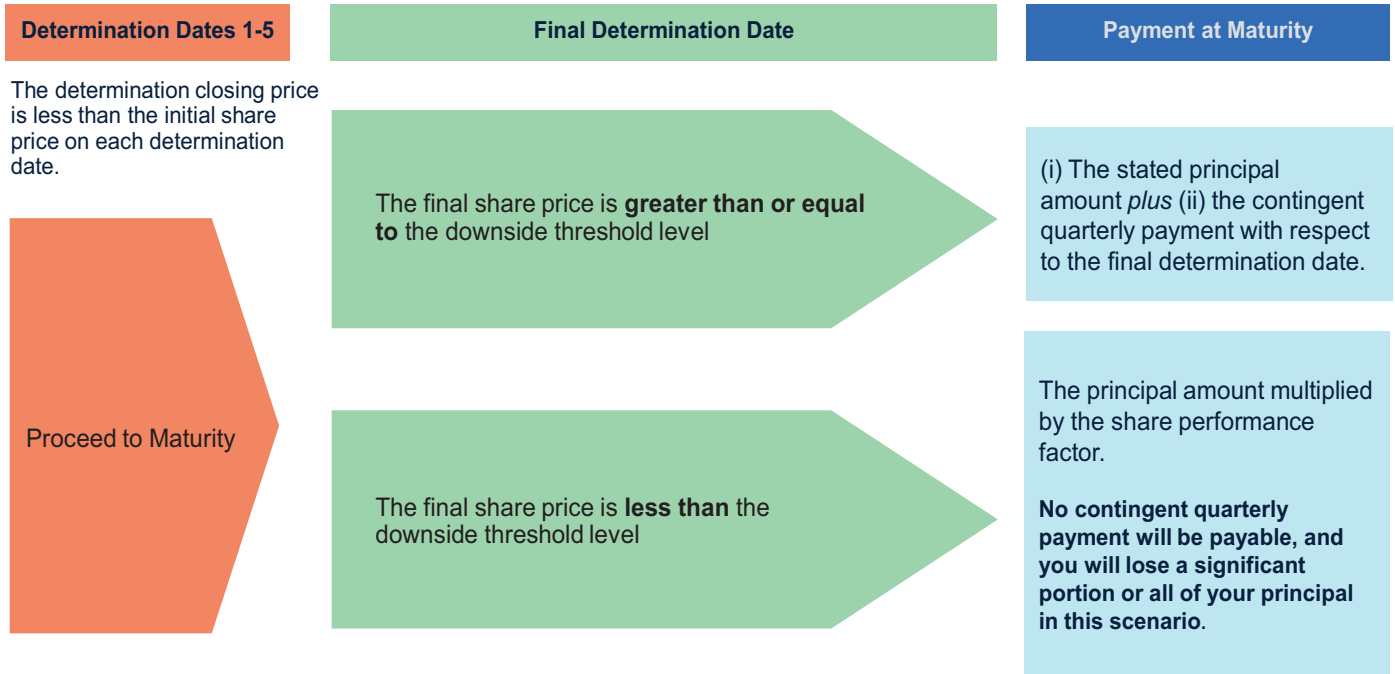 Determination Dates 1-5
Final Determination Date
Payment at Maturity
The determination closing price
is less than the initial share
price on each determination
date.
Proceed to Maturity
The final share price is greater than or equal
to the downside threshold level
(i) The stated principal
amount plus (ii) the contingent
quarterly payment with respect
to the final determination date.
The final share price is less than the
downside threshold level
The principal amount multiplied
by the share performance
factor.
No contingent quarterly
payment will be payable, and
you will lose a significant
portion or all of your principal
in this scenario.